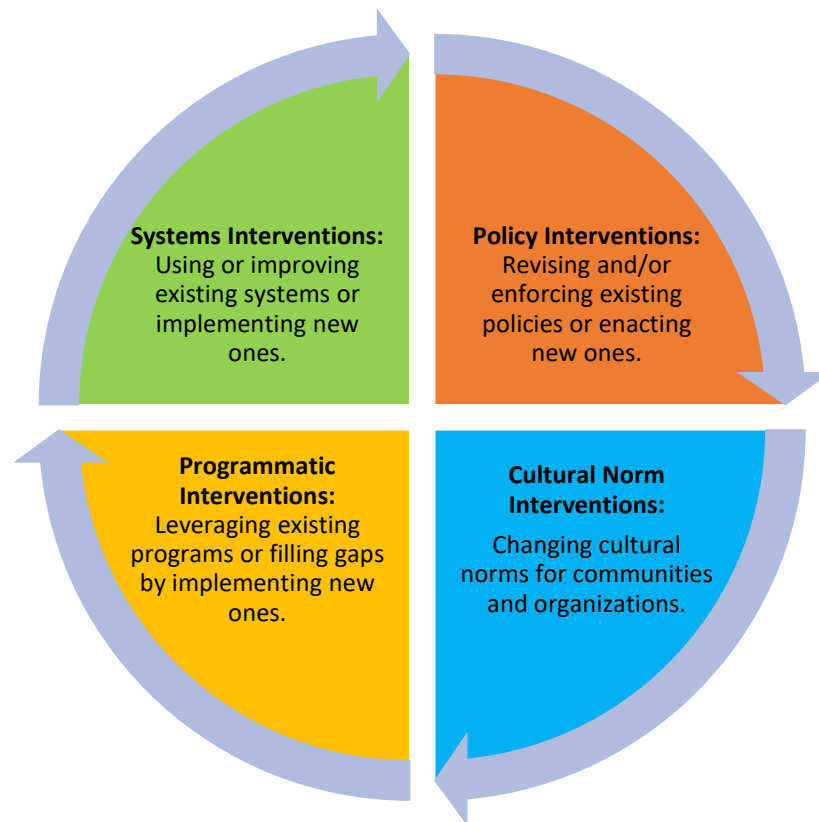 Systems Interventions:
Using or improving
existing systems or
implementing new
ones.
Policy Interventions:
Revising and/or
enforcing existing
policies or enacting
new ones.
Programmatic
Interventions:
Leveraging existing
programs or filling gaps
by implementing new
ones.
Cultural Norm
Interventions:
Changing cultural
norms for communities
and organizations.